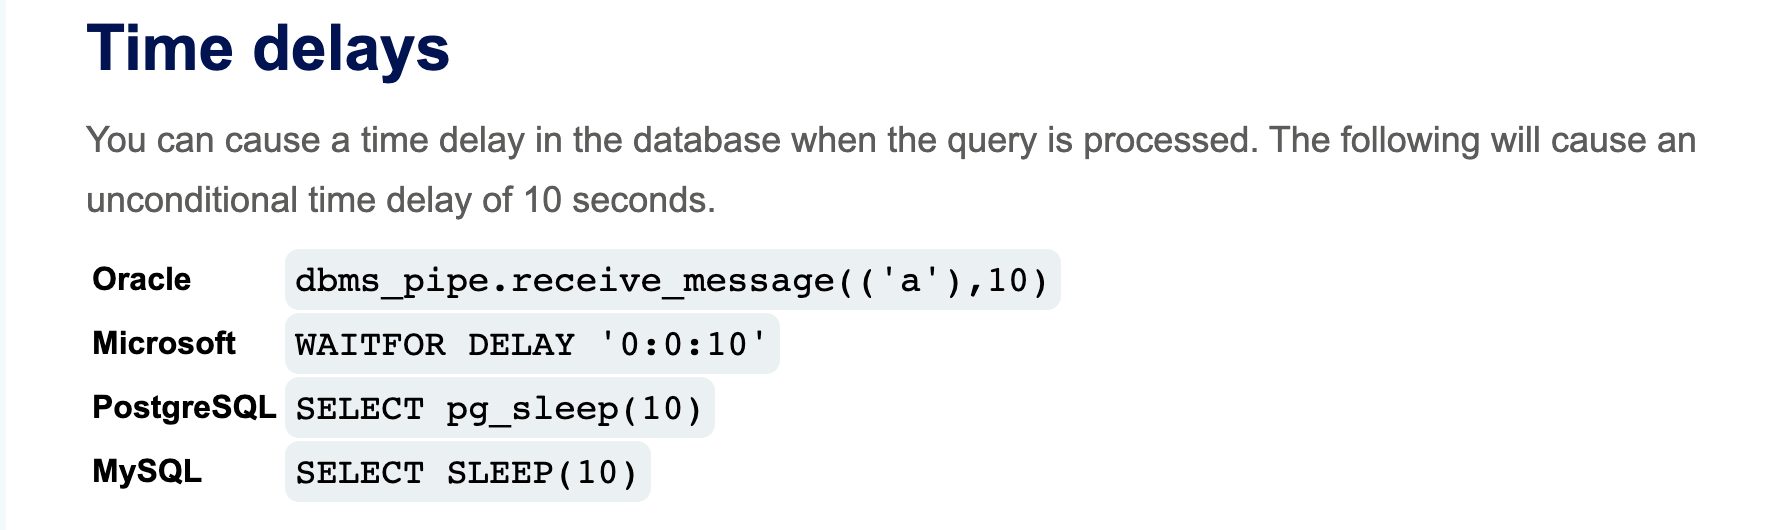 Time delays
You can cause a time delay in the database when the query is processed. The following will cause an
unconditional time delay of 10 seconds.
Oracle dbms_pipe.receive_message(('a'),10)
Microsoft WAITFOR DELAY '0:0:10'
PostgreSQL SELECT pg_sleep(10)
MySQL SELECT SLEEP(10)